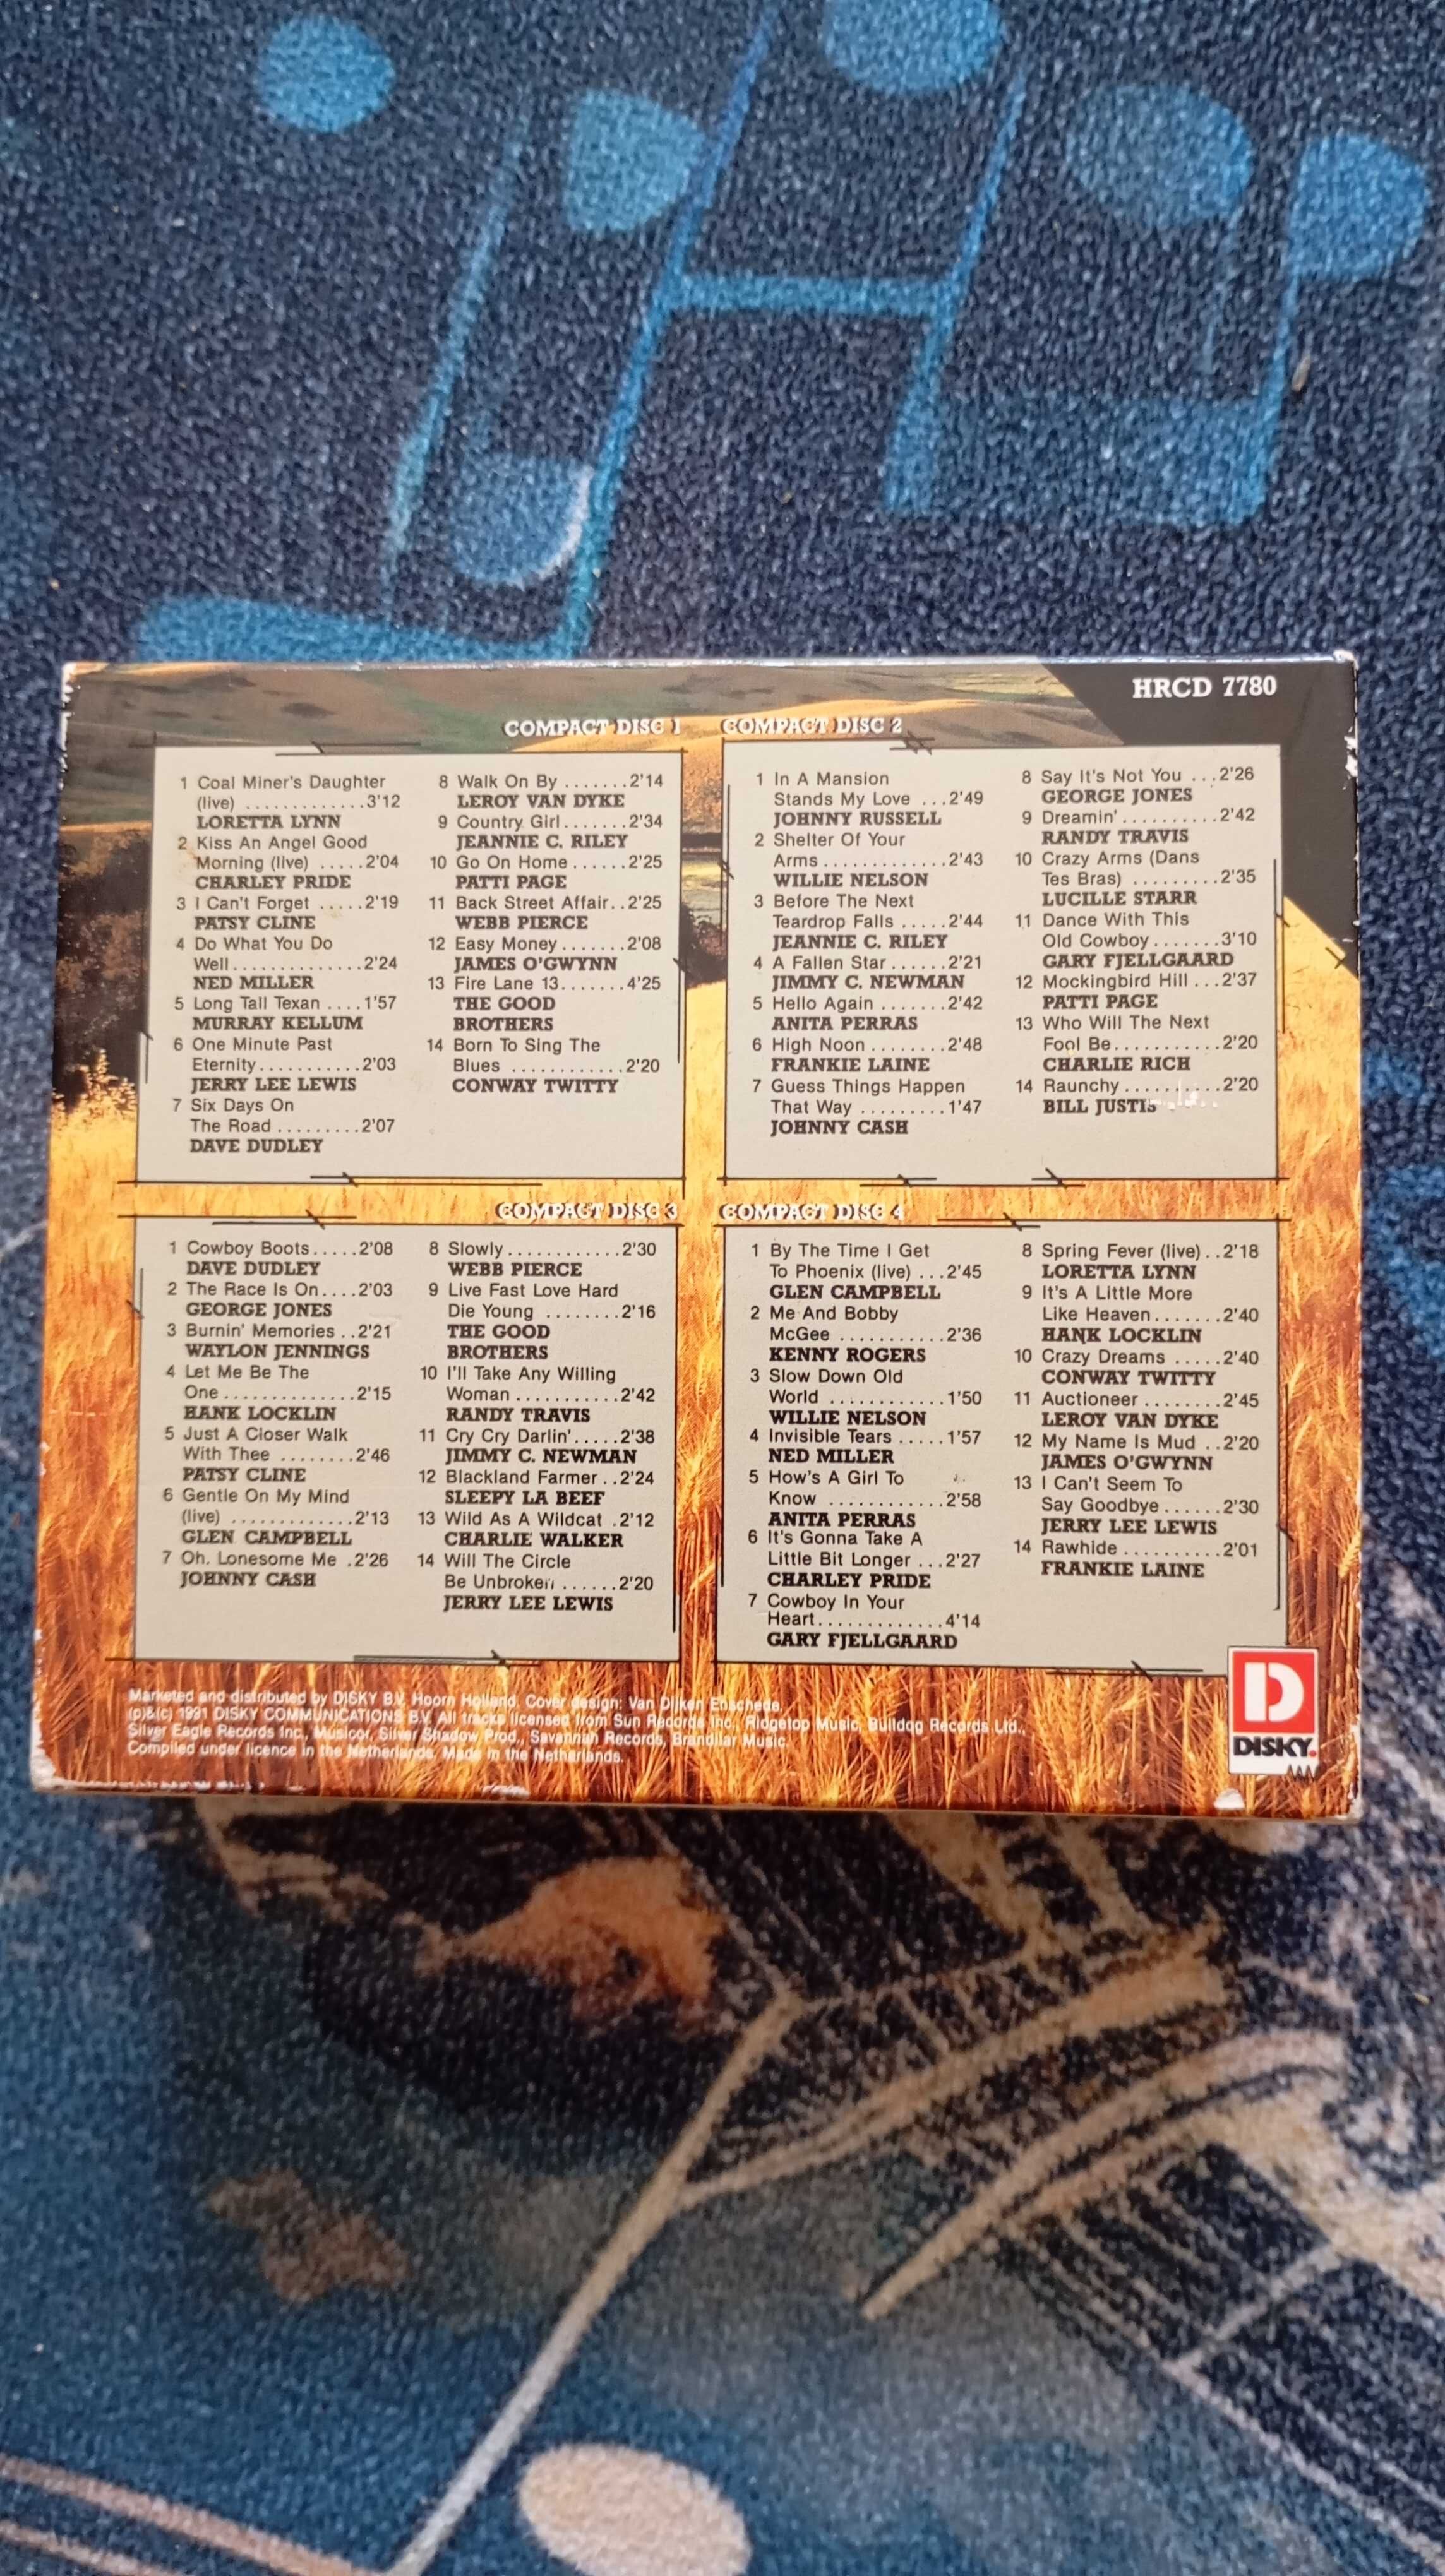 HRCD 7780
COMPACT DISC 1
1 Coal Miner's Daughter
(live) .............3'12
LORETTA LYNN
2 Kiss An Angel Good
Morning (live) .....2'04
CHARLEY PRIDE
3 I Can't Forget .....2'19
PATSY CLINE
4 Do What You Do
Well..............2'24
NED MILLER
5 Long Tall Texan ....1'57
MURRAY KELLUM
6 One Minute Past
Eternity...........2'03
JERRY LEE LEWIS
7 Six Days On
The Road .........2'07
DAVE DUDLEY
8 Walk On By .......2'14
LEROY VAN DYKE
9 Country Girl.......2'34
JEANNIE C. RILEY
10 Go On Home ......2'25
PATTI PAGE
11 Back Street Affair..2'25
WEBB PIERCE
12 Easy Money .......2'08
JAMES O'GWYNN
13 Fire Lane 13.......4'25
THE GOOD
BROTHERS
14 Born To Sing The
Blues ............2'20
CONWAY TWITTY
COMPACT DISC 2
1 In A Mansion
Stands My Love ...2'49
JOHNNY RUSSELL
2 Shelter Of Your
Arms.............2'43
WILLIE NELSON
3 Before The Next
Teardrop Falls .....2'44
JEANNIE C. RILEY
4 A Fallen Star ......2'21
JIMMY C. NEWMAN
5 Hello Again .......2'42
ANITA PERRAS
6 High Noon ........2'48
FRANKIE LAINE
7 Guess Things Happen
That Way .........1'47
JOHNNY CASH
8 Say It's Not You ...2'26
GEORGE JONES
9 Dreamin'..........2'42
RANDY TRAVIS
10 Crazy Arms (Dans
Tes Bras) .........2'35
LUCILLE STARR
11 Dance With This
Old Cowboy.......3'10
GARY FJELLGAARD
12 Mockingbird Hill ...2'37
PATTI PAGE
13 Who Will The Next
Fool Be...........2'20
CHARLIE RICH
14 Raunchy..........2'20
BILL JUSTIS
COMPACT DISC 3
1 Cowboy Boots.....2'08
DAVE DUDLEY
2 The Race Is On....2'03
GEORGE JONES
3 Burnin' Memories ..2'21
WAYLON JENNINGS
4 Let Me Be The
One..............2'15
HANK LOCKLIN
5 Just A Closer Walk
With Thee ........2'46
PATSY CLINE
6 Gentle On My Mind
(live) .............2'13
GLEN CAMPBELL
7 Oh, Lonesome Me .2'26
JOHNNY CASH
8 Slowly............2'30
WEBB PIERCE
9 Live Fast Love Hard
Die Young ........2'16
THE GOOD
BROTHERS
10 I'll Take Any Willing
Woman ...........2'42
RANDY TRAVIS
11 Cry Cry Darlin'.....2'38
JIMMY C. NEWMAN
12 Blackland Farmer ..2'24
SLEEPY LA BEEF
13 Wild As A Wildcat .2'12
CHARLIE WALKER
14 Will The Circle
Be Unbroken ......2'20
JERRY LEE LEWIS
COMPACT DISC 4
1 By The Time I Get
To Phoenix (live) ...2'45
GLEN CAMPBELL
2 Me And Bobby
McGee ...........2'36
KENNY ROGERS
3 Slow Down Old
World ............1'50
WILLIE NELSON
4 Invisible Tears .....1'57
NED MILLER
5 How's A Girl To
Know ............2'58
ANITA PERRAS
6 It's Gonna Take A
Little Bit Longer ...2'27
CHARLEY PRIDE
7 Cowboy In Your
Heart.............4'14
GARY FJELLGAARD
8 Spring Fever (live)..2'18
LORETTA LYNN
9 It's A Little More
Like Heaven.......2'40
HANK LOCKLIN
10 Crazy Dreams .....2'40
CONWAY TWITTY
11 Auctioneer ........2'45
LEROY VAN DYKE
12 My Name Is Mud ..2'20
JAMES O'GWYNN
13 I Can't Seem To
Say Goodbye ......2'30
JERRY LEE LEWIS
14 Rawhide ..........2'01
FRANKIE LAINE
Marketed and distributed by DISKY B.V. Hoorn Holland. Cover design: Van Dijken Enschede.
(p)&(c) 1991 DISKY COMMUNICATIONS B.V. All tracks licensed from Sun Records Inc., Ridgetop Music, Bulldog Records Ltd.,
Silver Eagle Records Inc., Musicor, Silver Shadow Prod., Savannah Records, Brandilar Music.
Compiled under licence in the Netherlands. Made in the Netherlands.
D
DISKY.